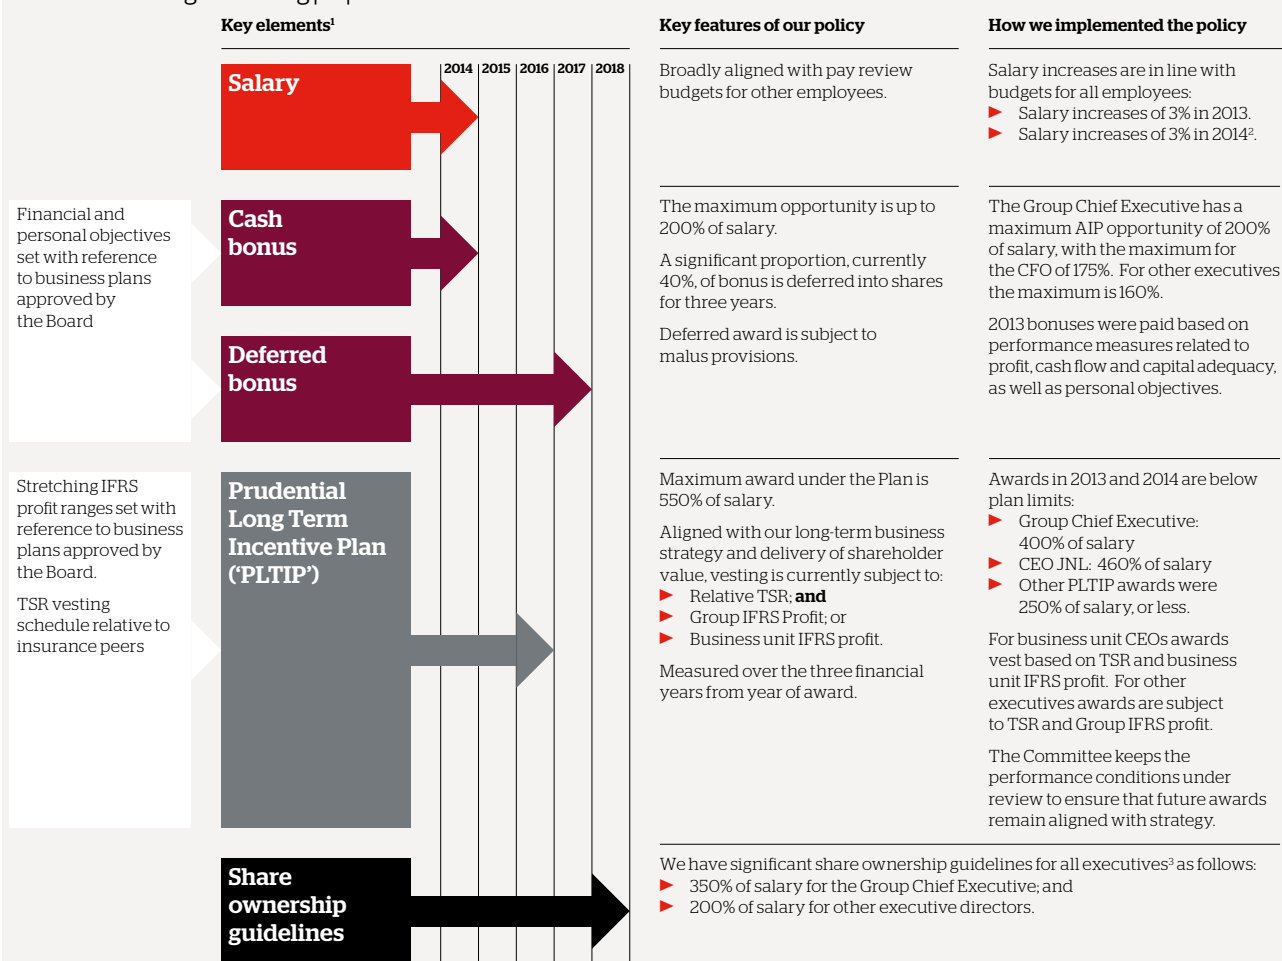 Key elements¹
Key features of our policy
How we implemented the policy
2014 2015 2016 2017 2018
Salary
Broadly aligned with pay review
budgets for other employees.
Salary increases are in line with
budgets for all employees:
Salary increases of 3% in 2013.
Salary increases of 3% in 2014².
Financial and
personal objectives
set with reference
to business plans
approved by
the Board
Cash
bonus
Deferred
bonus
The maximum opportunity is up to
200% of salary.
A significant proportion, currently
40%, of bonus is deferred into shares
for three years.
Deferred award is subject to
malus provisions.
The Group Chief Executive has a
maximum AIP opportunity of 200%
of salary, with the maximum for
the CFO of 175%. For other executives
the maximum is 160%.
2013 bonuses were paid based on
performance measures related to
profit, cash flow and capital adequacy,
as well as personal objectives.
Stretching IFRS
profit ranges set with
reference to business
plans approved by
the Board.
TSR vesting
schedule relative to
insurance peers
Prudential
Long Term
Incentive Plan
(‘PLTIP’)
Maximum award under the Plan is
550% of salary.
Aligned with our long-term business
strategy and delivery of shareholder
value, vesting is currently subject to:
Relative TSR; and
Group IFRS Profit; or
Business unit IFRS profit.
Measured over the three financial
years from year of award.
Awards in 2013 and 2014 are below
plan limits:
Group Chief Executive:
400% of salary
CEO JNL: 460% of salary
Other PLTIP awards were
250% of salary, or less.
For business unit CEOs awards
vest based on TSR and business
unit IFRS profit. For other
executives awards are subject
to TSR and Group IFRS profit.
The Committee keeps the
performance conditions under
review to ensure that future awards
remain aligned with strategy.
Share
ownership
guidelines
We have significant share ownership guidelines for all executives³ as follows:
350% of salary for the Group Chief Executive; and
200% of salary for other executive directors.